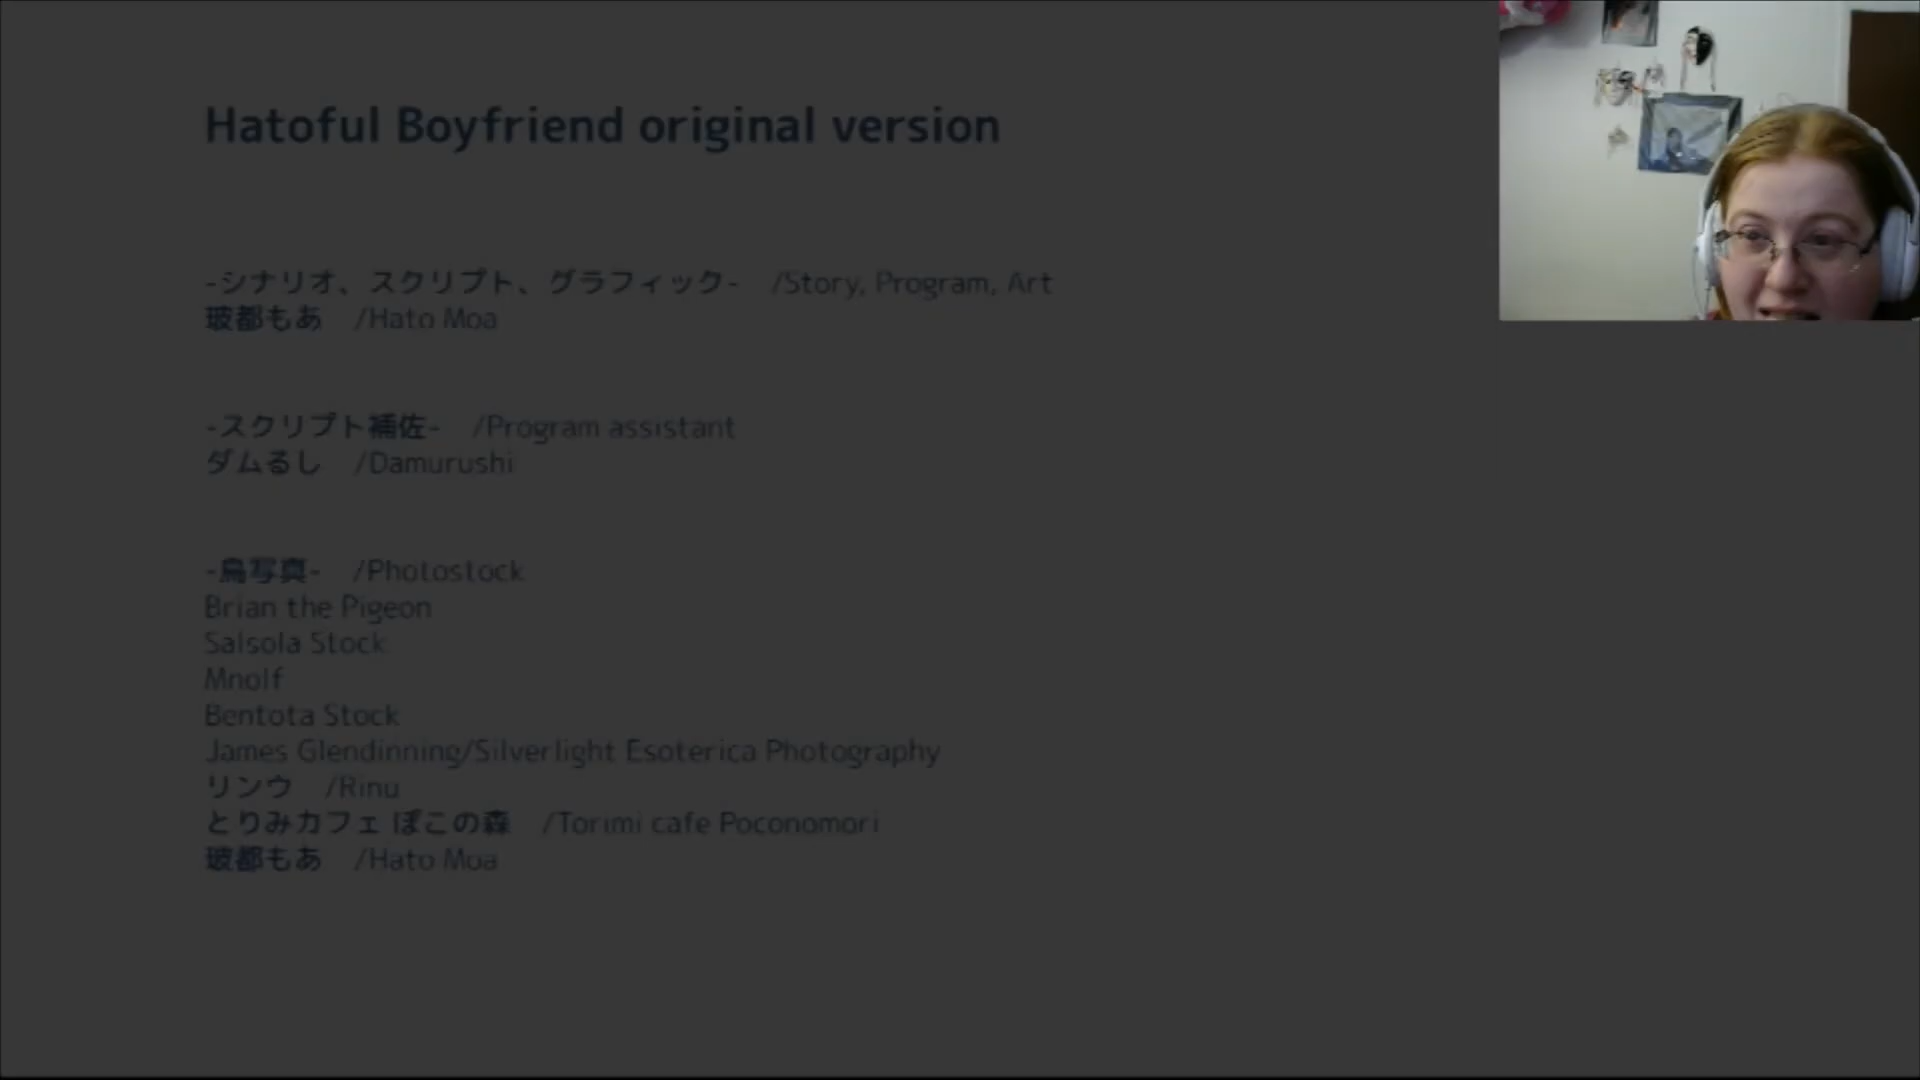 Hatoful Boyfriend original version
-シナリオ、スクリプト、グラフィック- /Story, Program, Art
玻都もあ /Hato Moa
-スクリプト補佐- /Program assistant
ダムるし /Damurushi
-鳥写真- /Photostock
Brian the Pigeon
Salsola Stock
Mnolf
Bentota Stock
James Glendinning/Silverlight Esoterica Photography
リンウ /Rinu
とりみカフェ ぽこの森 /Torimi cafe Poconomori
玻都もあ /Hato Moa